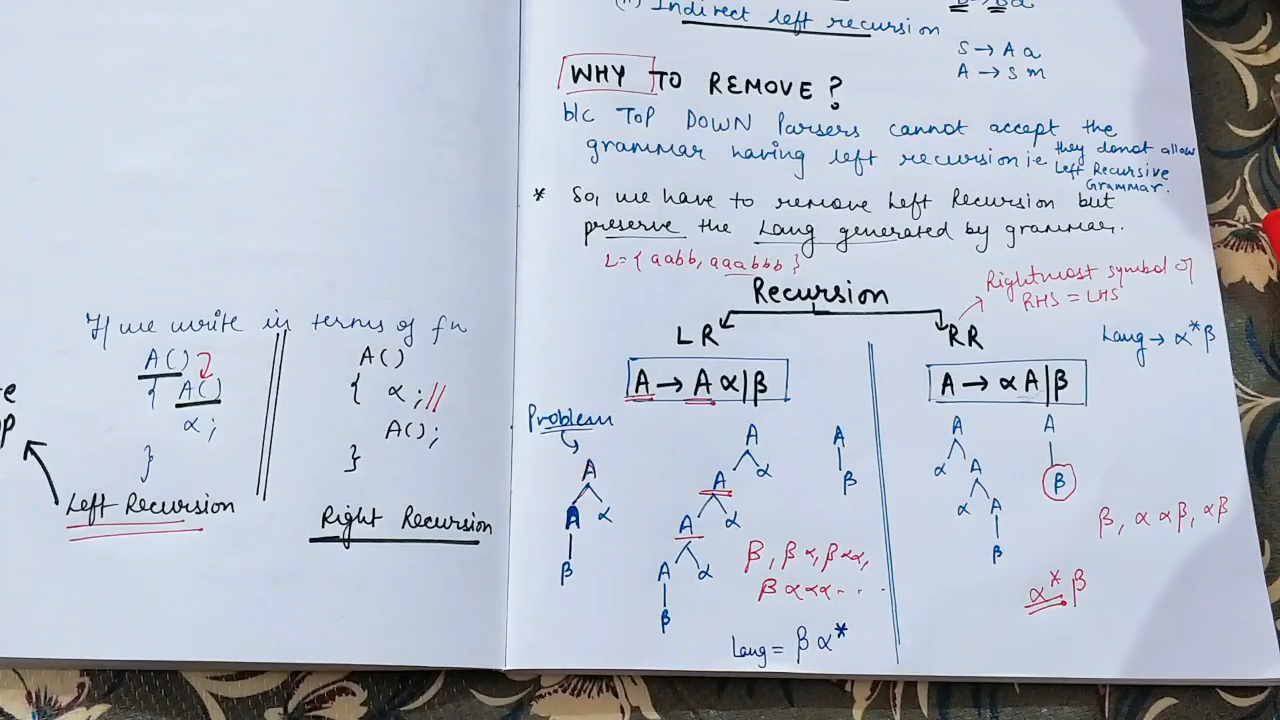 If we write in terms of fn
A()
{ A()
α;
}
Left Recursion
A()
{ α; //
A();
}
Right Recursion
Indirect left recursion
S → A a
A → S m
WHY TO REMOVE?
b/c TOP DOWN Parsers cannot accept the
grammar having left recursion ie they donot allow
Left Recursive
Grammar.
* So, we have to remove Left Recursion but
preserve the Lang generated by grammar.
L = { aabb, aaabbb }
Recursion
Rightmost symbol of
RHS = LHS
LR
A → A α | β
Problem
A
A α
β
A
A α
A α
A α
β
A
β
β, βα, βαα,
βααα...
Lang = βα*
RR
Lang → α*β
A → αA | β
A
α A
α A
β
A
β
β, ααβ, αβ
α*β